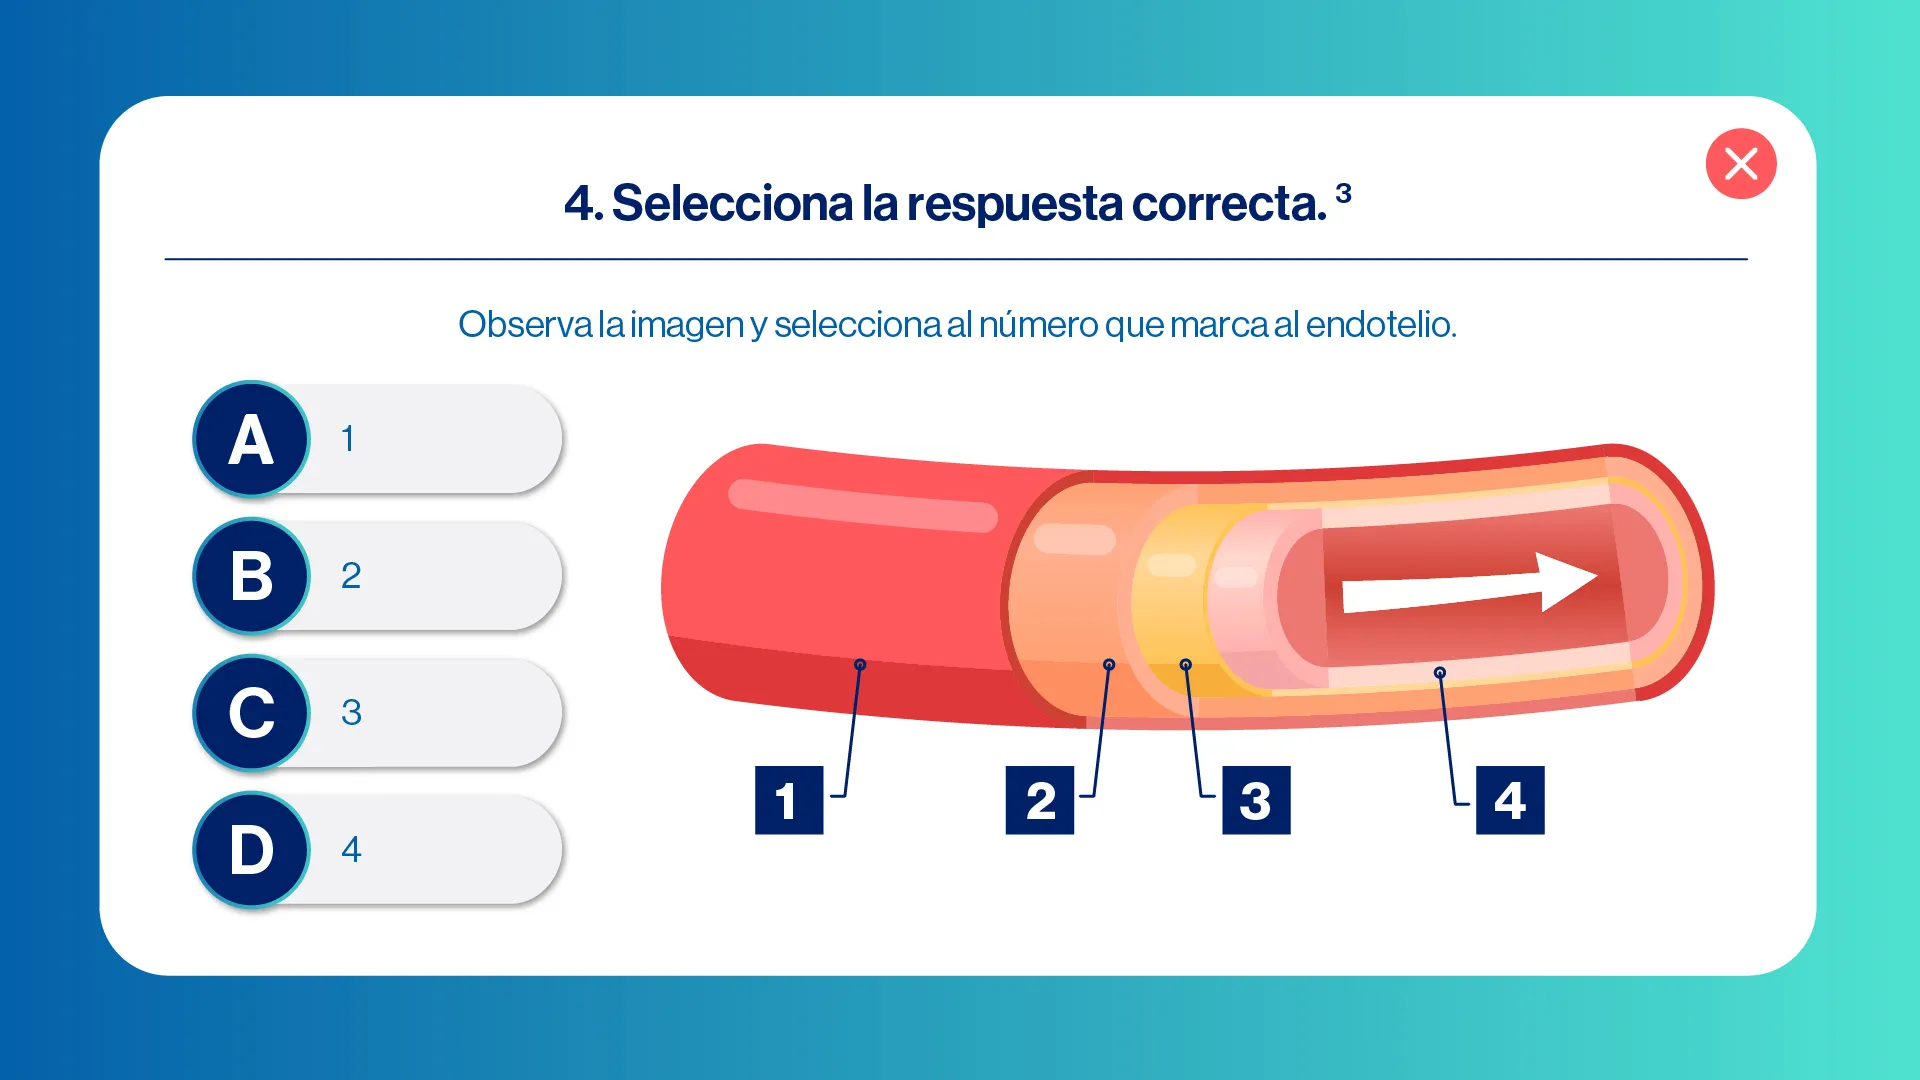 4. Selecciona la respuesta correcta. ³
Observa la imagen y selecciona al número que marca al endotelio.
A 1
B 2
C 3
D 4
1 2 3 4